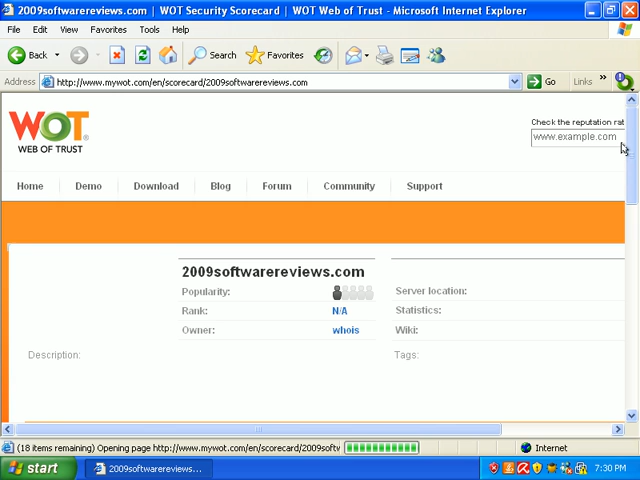 2009softwarereviews.com | WOT Security Scorecard | WOT Web of Trust - Microsoft Internet Explorer
File Edit View Favorites Tools Help
Back Search Favorites
Address http://www.mywot.com/en/scorecard/2009softwarereviews.com Go Links »
WOT
WEB OF TRUST
Check the reputation rat
www.example.com
Home Demo Download Blog Forum Community Support
2009softwarereviews.com
Popularity: Server location:
Rank: N/A Statistics:
Owner: whois Wiki:
Description: Tags:
(18 items remaining) Opening page http://www.mywot.com/en/scorecard/2009softw Internet
start 2009softwarereviews... 7:30 PM